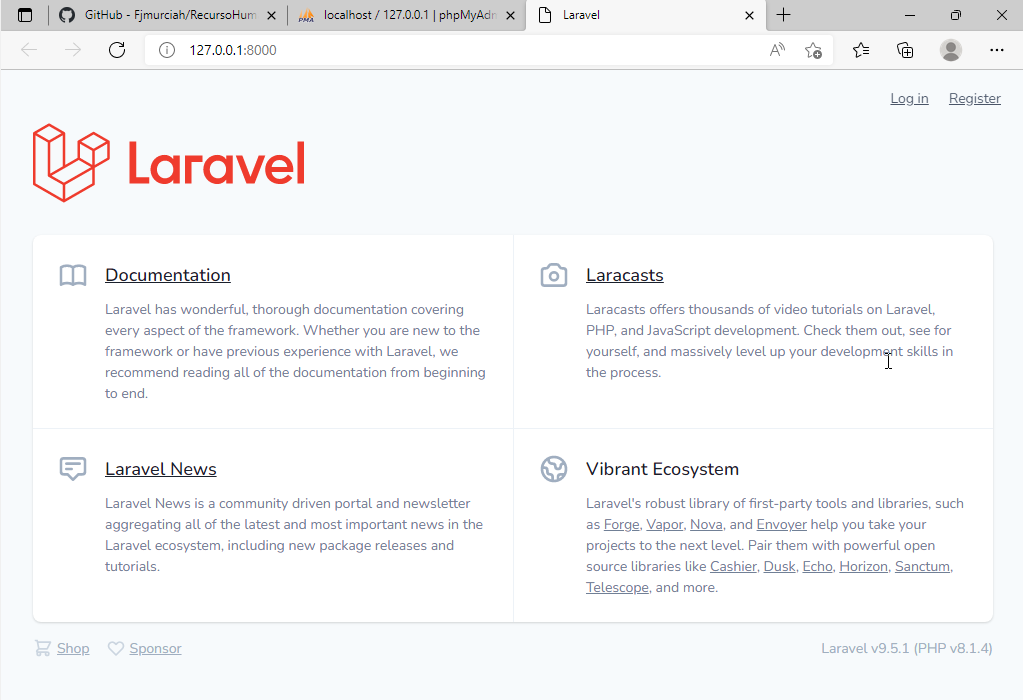 GitHub - Fjmurciah/RecursoHum
localhost / 127.0.0.1 | phpMyAdm
Laravel
127.0.0.1:8000
Log in
Register
Laravel
Documentation
Laravel has wonderful, thorough documentation covering
every aspect of the framework. Whether you are new to the
framework or have previous experience with Laravel, we
recommend reading all of the documentation from beginning
to end.
Laracasts
Laracasts offers thousands of video tutorials on Laravel,
PHP, and JavaScript development. Check them out, see for
yourself, and massively level up your development skills in
the process.
Laravel News
Laravel News is a community driven portal and newsletter
aggregating all of the latest and most important news in the
Laravel ecosystem, including new package releases and
tutorials.
Vibrant Ecosystem
Laravel's robust library of first-party tools and libraries, such
as Forge, Vapor, Nova, and Envoyer help you take your
projects to the next level. Pair them with powerful open
source libraries like Cashier, Dusk, Echo, Horizon, Sanctum,
Telescope, and more.
Shop
Sponsor
Laravel v9.5.1 (PHP v8.1.4)